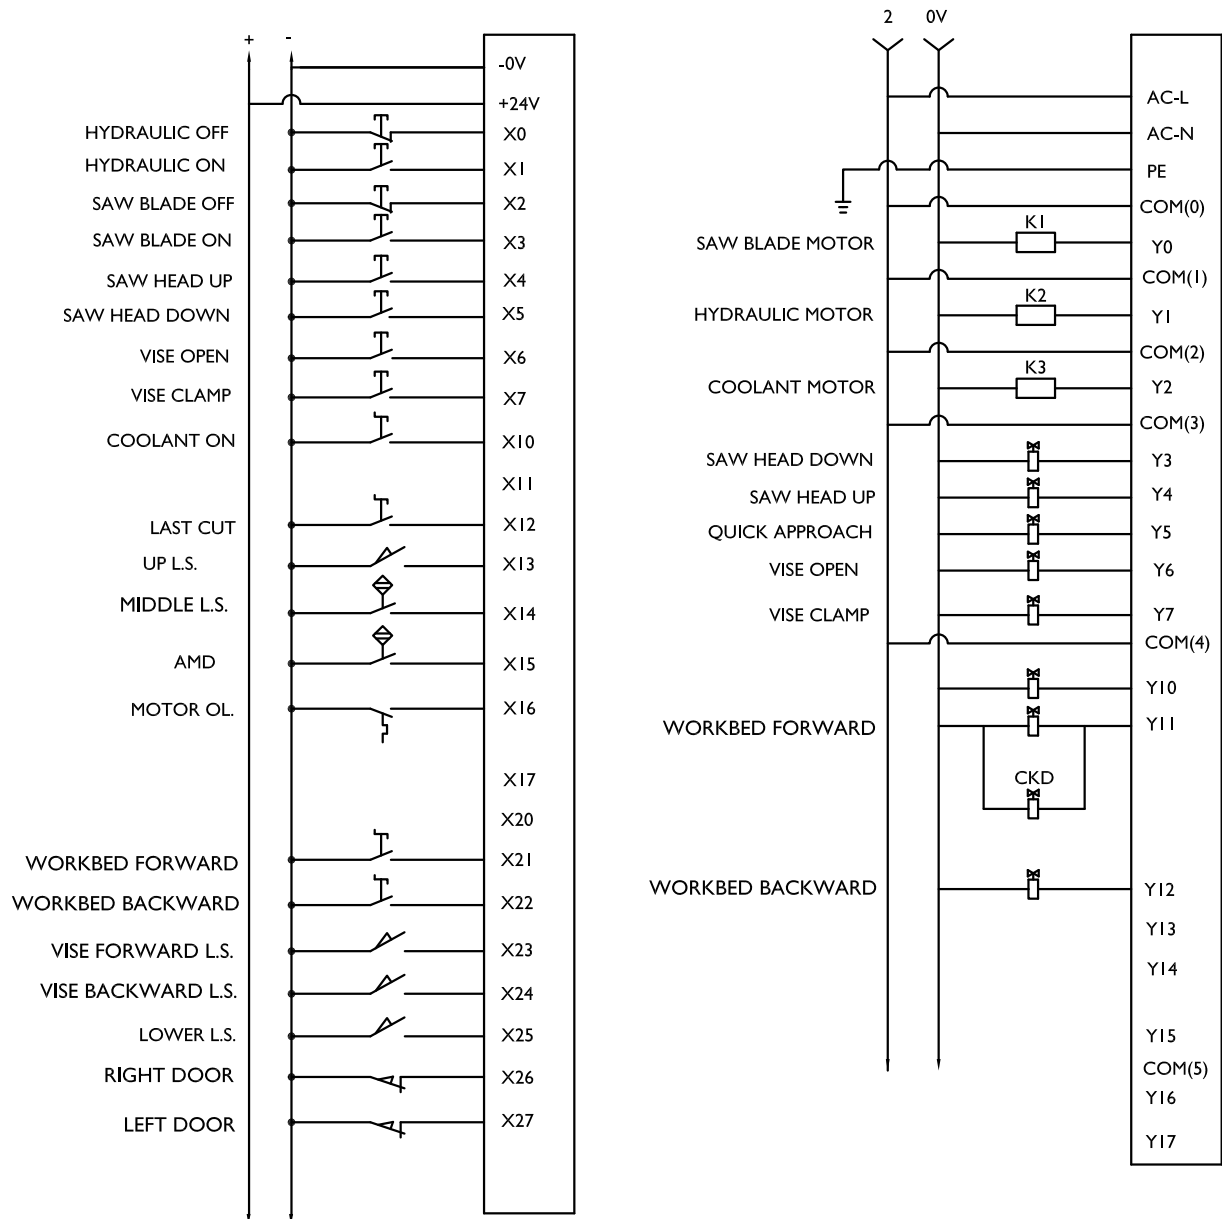 + -
-0V
+24V
HYDRAULIC OFF X0
HYDRAULIC ON X1
SAW BLADE OFF X2
SAW BLADE ON X3
SAW HEAD UP X4
SAW HEAD DOWN X5
VISE OPEN X6
VISE CLAMP X7
COOLANT ON X10
X11
LAST CUT X12
UP L.S. X13
MIDDLE L.S. X14
AMD X15
MOTOR OL. X16
X17
X20
WORKBED FORWARD X21
WORKBED BACKWARD X22
VISE FORWARD L.S. X23
VISE BACKWARD L.S. X24
LOWER L.S. X25
RIGHT DOOR X26
LEFT DOOR X27
2 0V
AC-L
AC-N
PE
COM(0)
K1
SAW BLADE MOTOR Y0
COM(1)
K2
HYDRAULIC MOTOR Y1
COM(2)
K3
COOLANT MOTOR Y2
COM(3)
SAW HEAD DOWN Y3
SAW HEAD UP Y4
QUICK APPROACH Y5
VISE OPEN Y6
VISE CLAMP Y7
COM(4)
Y10
WORKBED FORWARD Y11
CKD
WORKBED BACKWARD Y12
Y13
Y14
Y15
COM(5)
Y16
Y17